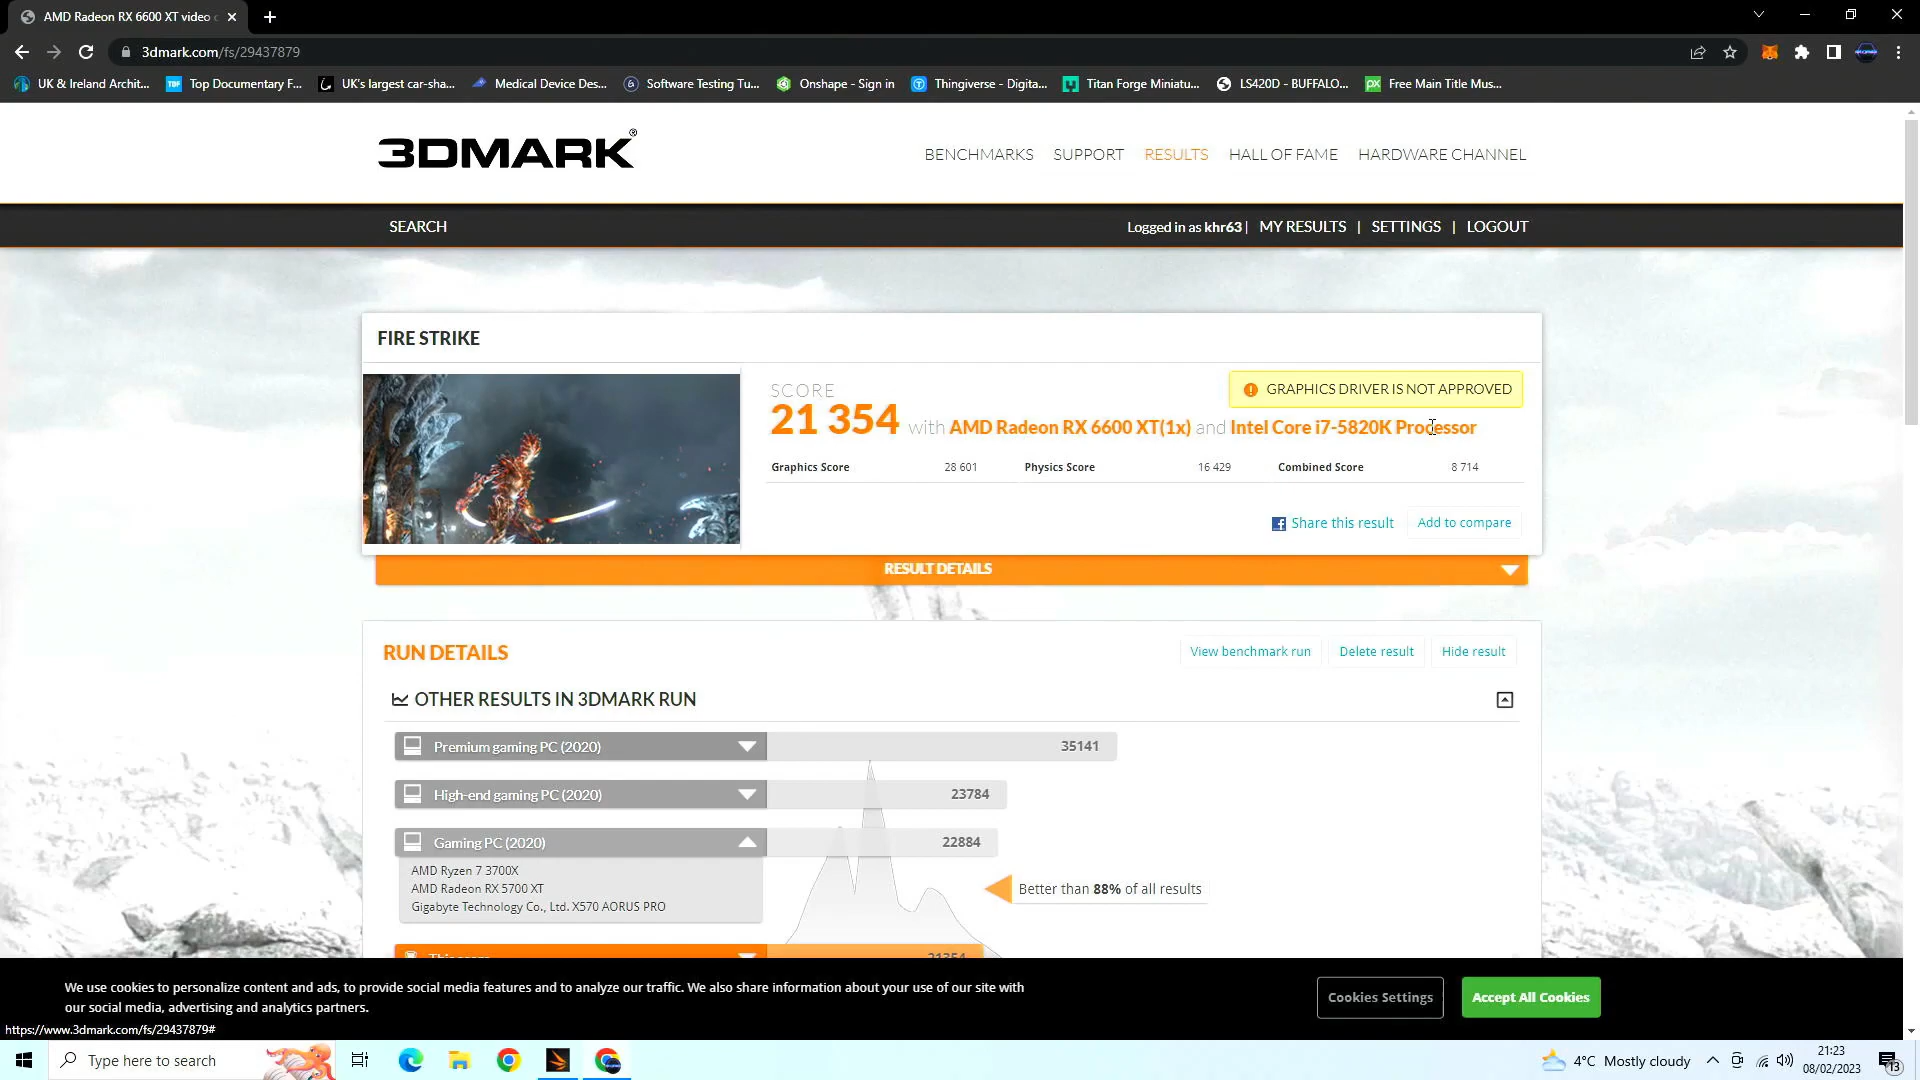 AMD Radeon RX 6600 XT video c
3dmark.com/fs/29437879
UK & Ireland Archit...
Top Documentary F...
UK's largest car-sha...
Medical Device Des...
Software Testing Tu...
Onshape - Sign in
Thingiverse - Digita...
Titan Forge Miniatu...
LS420D - BUFFALO...
Free Main Title Mus...
3DMARK®
BENCHMARKS SUPPORT RESULTS HALL OF FAME HARDWARE CHANNEL
SEARCH
Logged in as khr63 | MY RESULTS | SETTINGS | LOGOUT
FIRE STRIKE
SCORE
GRAPHICS DRIVER IS NOT APPROVED
21 354 with AMD Radeon RX 6600 XT(1x) and Intel Core i7-5820K Processor
Graphics Score 28 601 Physics Score 16 429 Combined Score 8 714
Share this result Add to compare
RESULT DETAILS
RUN DETAILS
View benchmark run Delete result Hide result
OTHER RESULTS IN 3DMARK RUN
Premium gaming PC (2020) 35141
High-end gaming PC (2020) 23784
Gaming PC (2020) 22884
AMD Ryzen 7 3700X
AMD Radeon RX 5700 XT
Gigabyte Technology Co., Ltd. X570 AORUS PRO
Better than 88% of all results
This score 21354
We use cookies to personalize content and ads, to provide social media features and to analyze our traffic. We also share information about your use of our site with
our social media, advertising and analytics partners.
Cookies Settings
Accept All Cookies
https://www.3dmark.com/fs/29437879#
Type here to search
4°C Mostly cloudy
21:23
08/02/2023
13